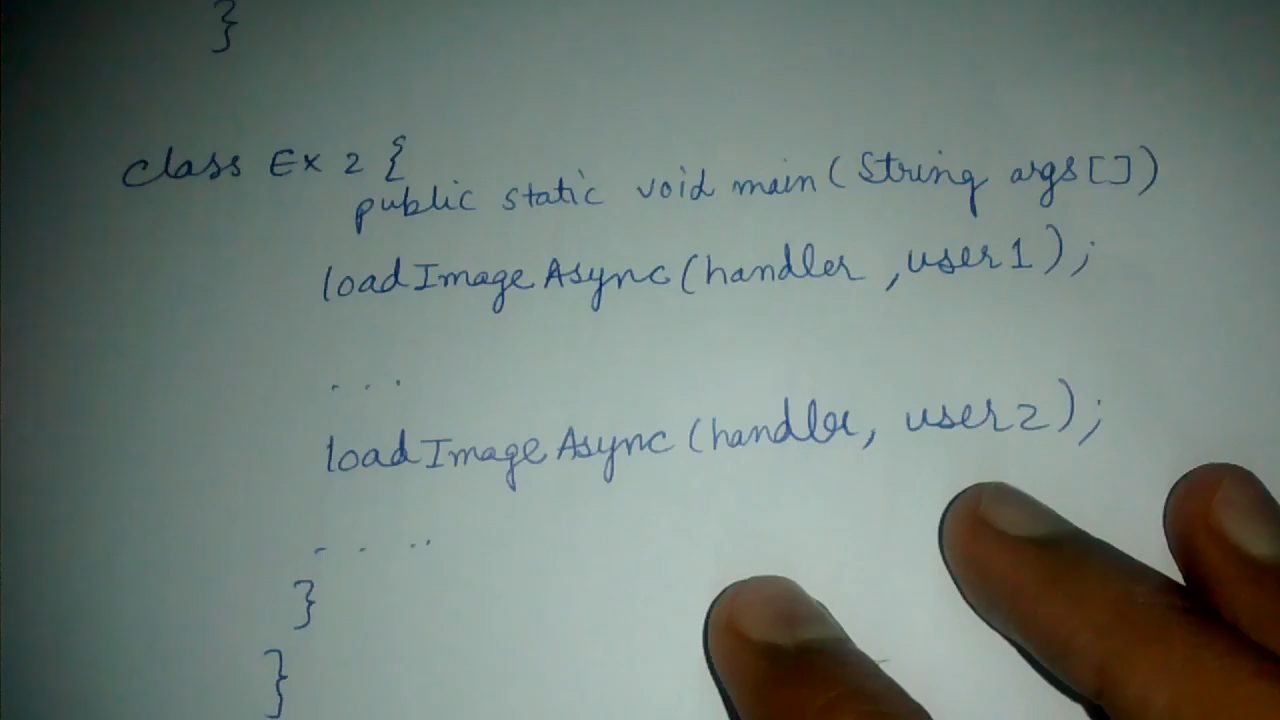 }
class Ex 2 {
public static void main(String args[])
loadImageAsync(handler ,user1);
...
loadImageAsync(handler, user2);
....
}
}